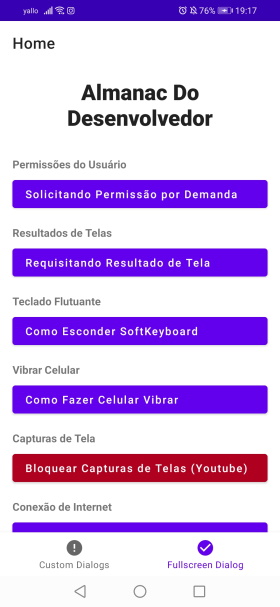 yallo 76% 19:17
Home
Almanac Do
Desenvolvedor
Permissões do Usuário
Solicitando Permissão por Demanda
Resultados de Telas
Requisitando Resultado de Tela
Teclado Flutuante
Como Esconder SoftKeyboard
Vibrar Celular
Como Fazer Celular Vibrar
Capturas de Tela
Bloquear Capturas de Telas (Youtube)
Conexão de Internet
Custom Dialogs Fullscreen Dialog